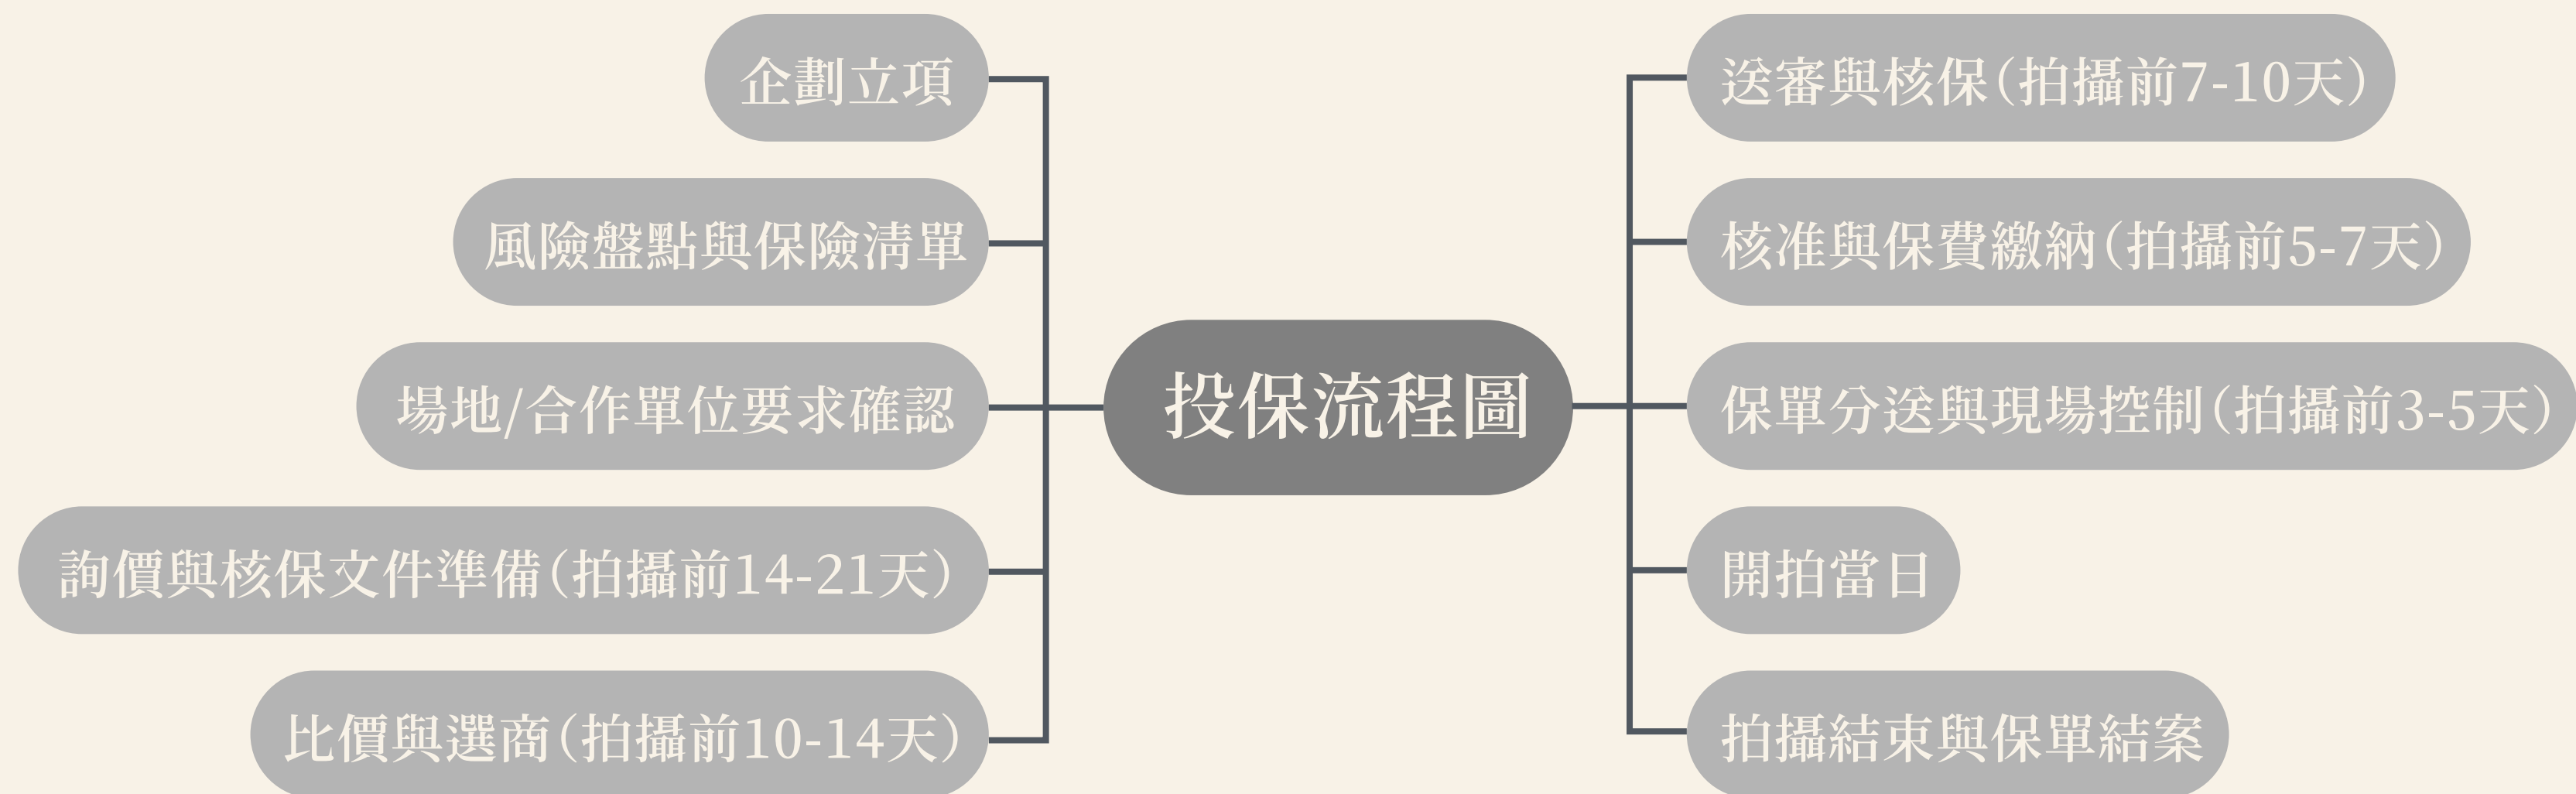 企劃立項
風險盤點與保險清單
場地/合作單位要求確認
詢價與核保文件準備(拍攝前14-21天)
比價與選商(拍攝前10-14天)
投保流程圖
送審與核保(拍攝前7-10天)
核准與保費繳納(拍攝前5-7天)
保單分送與現場控制(拍攝前3-5天)
開拍當日
拍攝結束與保單結案